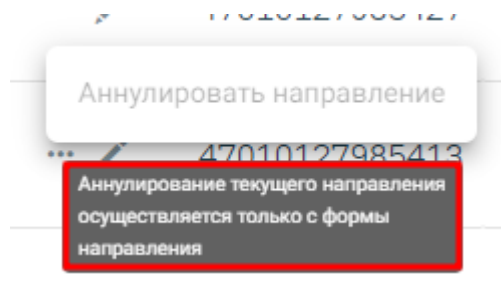 Аннулировать направление
47010127985413
Аннулирование текущего направления
осуществляется только с формы
направления